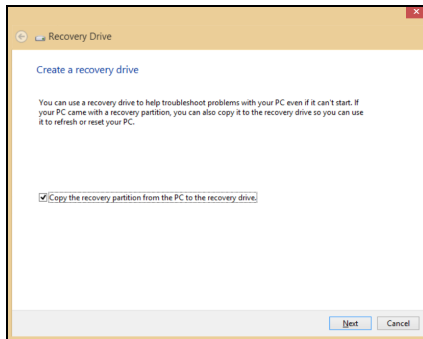 Recovery Drive
Create a recovery drive
You can use a recovery drive to help troubleshoot problems with your PC even if it can't start. If
your PC came with a recovery partition, you can also copy it to the recovery drive so you can use
it to refresh or reset your PC.
Copy the recovery partition from the PC to the recovery drive.
Next Cancel